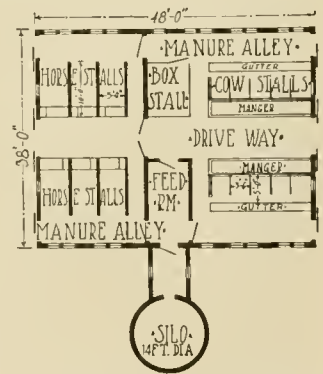 48'-0"
·MANURE ALLEY·
HORSE STALLS
BOX
STALL
GUTTER
COW STALLS
MANGER
38'-0"
·DRIVE WAY·
·MANGER·
HORSE STALLS
·FEED·
RM.
·GUTTER·
MANURE ALLEY·
·SILO·
14 FT. DIA